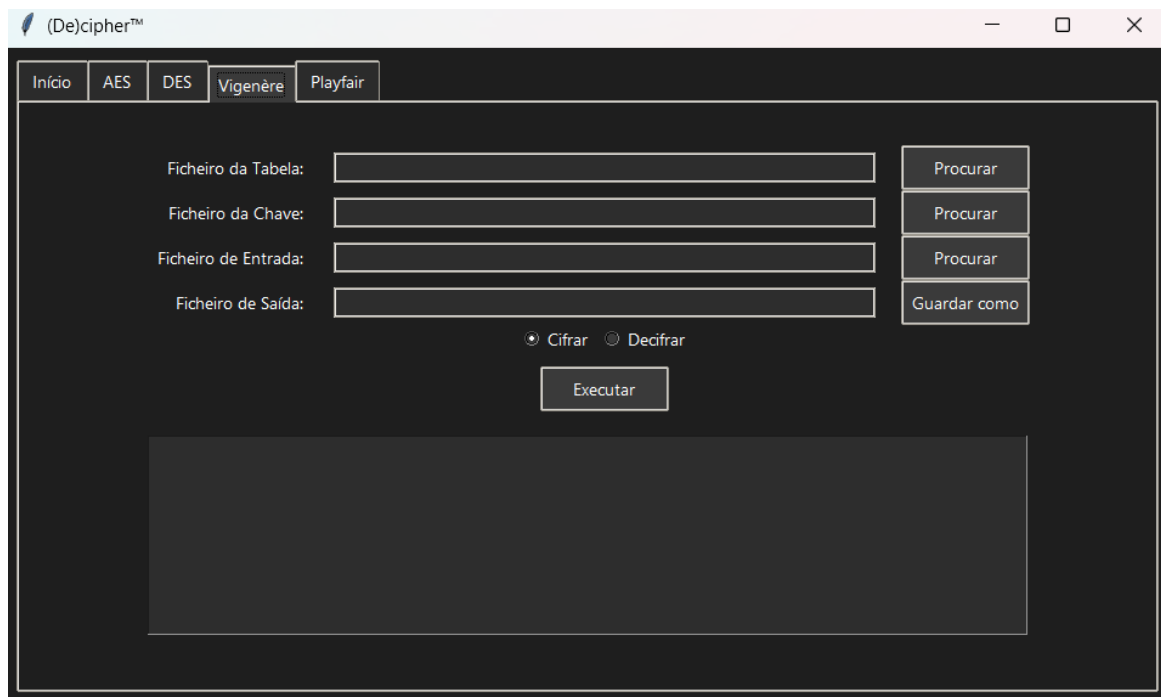 (De)cipher™
Início AES DES Vigenère Playfair
Ficheiro da Tabela: Procurar
Ficheiro da Chave: Procurar
Ficheiro de Entrada: Procurar
Ficheiro de Saída: Guardar como
Cifrar Decifrar
Executar